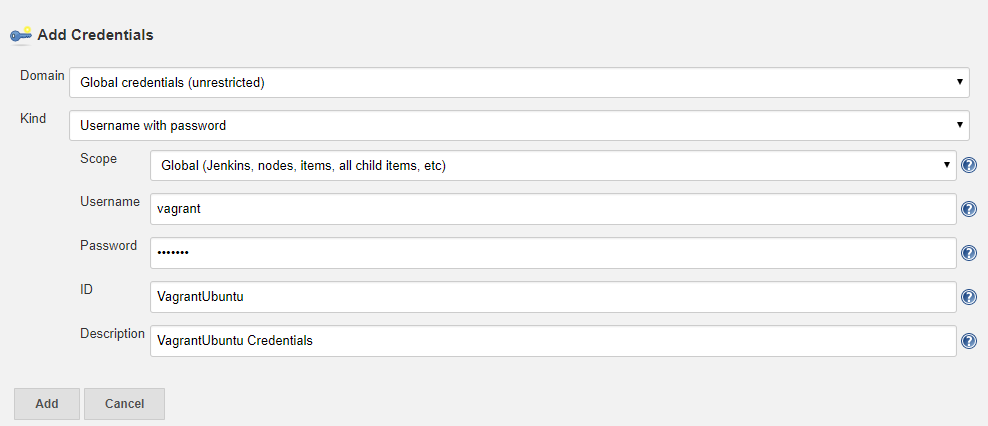 Add Credentials
Domain Global credentials (unrestricted)
Kind Username with password
Scope Global (Jenkins, nodes, items, all child items, etc)
Username vagrant
Password •••••••
ID VagrantUbuntu
Description VagrantUbuntu Credentials
Add Cancel